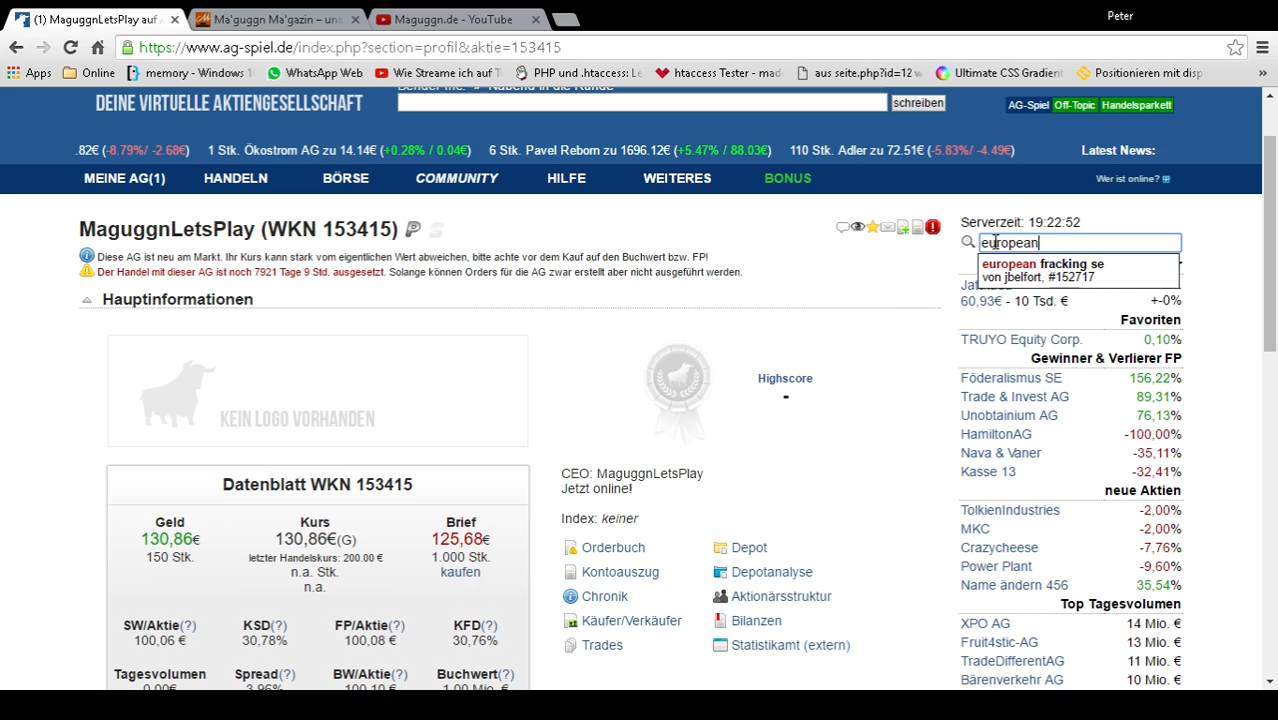 Peter
(1) MaguggnLetsPlay auf
Ma'guggn Ma'gazin – uns
Maguggn.de - YouTube
https://www.ag-spiel.de/index.php?section=profil&aktie=153415
Apps
Online
memory - Windows 1
WhatsApp Web
Wie Streame ich auf T
PHP und .htaccess: Le
htaccess Tester - mad
aus seite.php?id=12 w
Ultimate CSS Gradient
Positionieren mit disp
DEINE VIRTUELLE AKTIENGESELLSCHAFT
schreiben
AG-Spiel Off-Topic Handelsparkett
.82€ (-8.79%/ -2.68€) 1 Stk. Ökostrom AG zu 14.14€ (+0.28% / 0.04€) 6 Stk. Pavel Reborn zu 1696.12€ (+5.47% / 88.03€) 110 Stk. Adler zu 72.51€ (-5.83%/ -4.49€) Latest News:
MEINE AG(1) HANDELN BÖRSE COMMUNITY HILFE WEITERES BONUS
Wer ist online?
MaguggnLetsPlay (WKN 153415)
Diese AG ist neu am Markt. Ihr Kurs kann stark vom eigentlichen Wert abweichen, bitte achte vor dem Kauf auf den Buchwert bzw. FP!
Der Handel mit dieser AG ist noch 7921 Tage 9 Std. ausgesetzt. Solange können Orders für die AG zwar erstellt aber nicht ausgeführt werden.
Hauptinformationen
KEIN LOGO VORHANDEN
Highscore
-
Datenblatt WKN 153415
Geld Kurs Brief
130,86€ 130,86€(G) 125,68€
150 Stk. letzter Handelskurs: 200.00 € 1.000 Stk.
n.a. Stk. kaufen
n.a.
SW/Aktie(?) KSD(?) FP/Aktie(?) KFD(?)
100,06 € 30,78% 100,08 € 30,76%
Tagesvolumen Spread(?) BW/Aktie(?) Buchwert(?)
0.00€ 3,96% 100,10 € 1.00 Mio. €
CEO: MaguggnLetsPlay
Jetzt online!
Index: keiner
Orderbuch Depot
Kontoauszug Depotanalyse
Chronik Aktionärsstruktur
Käufer/Verkäufer Bilanzen
Trades Statistikamt (extern)
Serverzeit: 19:22:52
european
european fracking se
von jbelfort, #152717
60,93€ - 10 Tsd. € +-0%
Favoriten
TRUYO Equity Corp. 0,10%
Gewinner & Verlierer FP
Föderalismus SE 156,22%
Trade & Invest AG 89,31%
Unobtainium AG 76,13%
HamiltonAG -100,00%
Nava & Vaner -35,11%
Kasse 13 -32,41%
neue Aktien
TolkienIndustries -2,00%
MKC -2,00%
Crazycheese -7,76%
Power Plant -9,60%
Name ändern 456 35,54%
Top Tagesvolumen
XPO AG 14 Mio. €
Fruit4stic-AG 13 Mio. €
TradeDifferentAG 11 Mio. €
Bärenverkehr AG 10 Mio. €